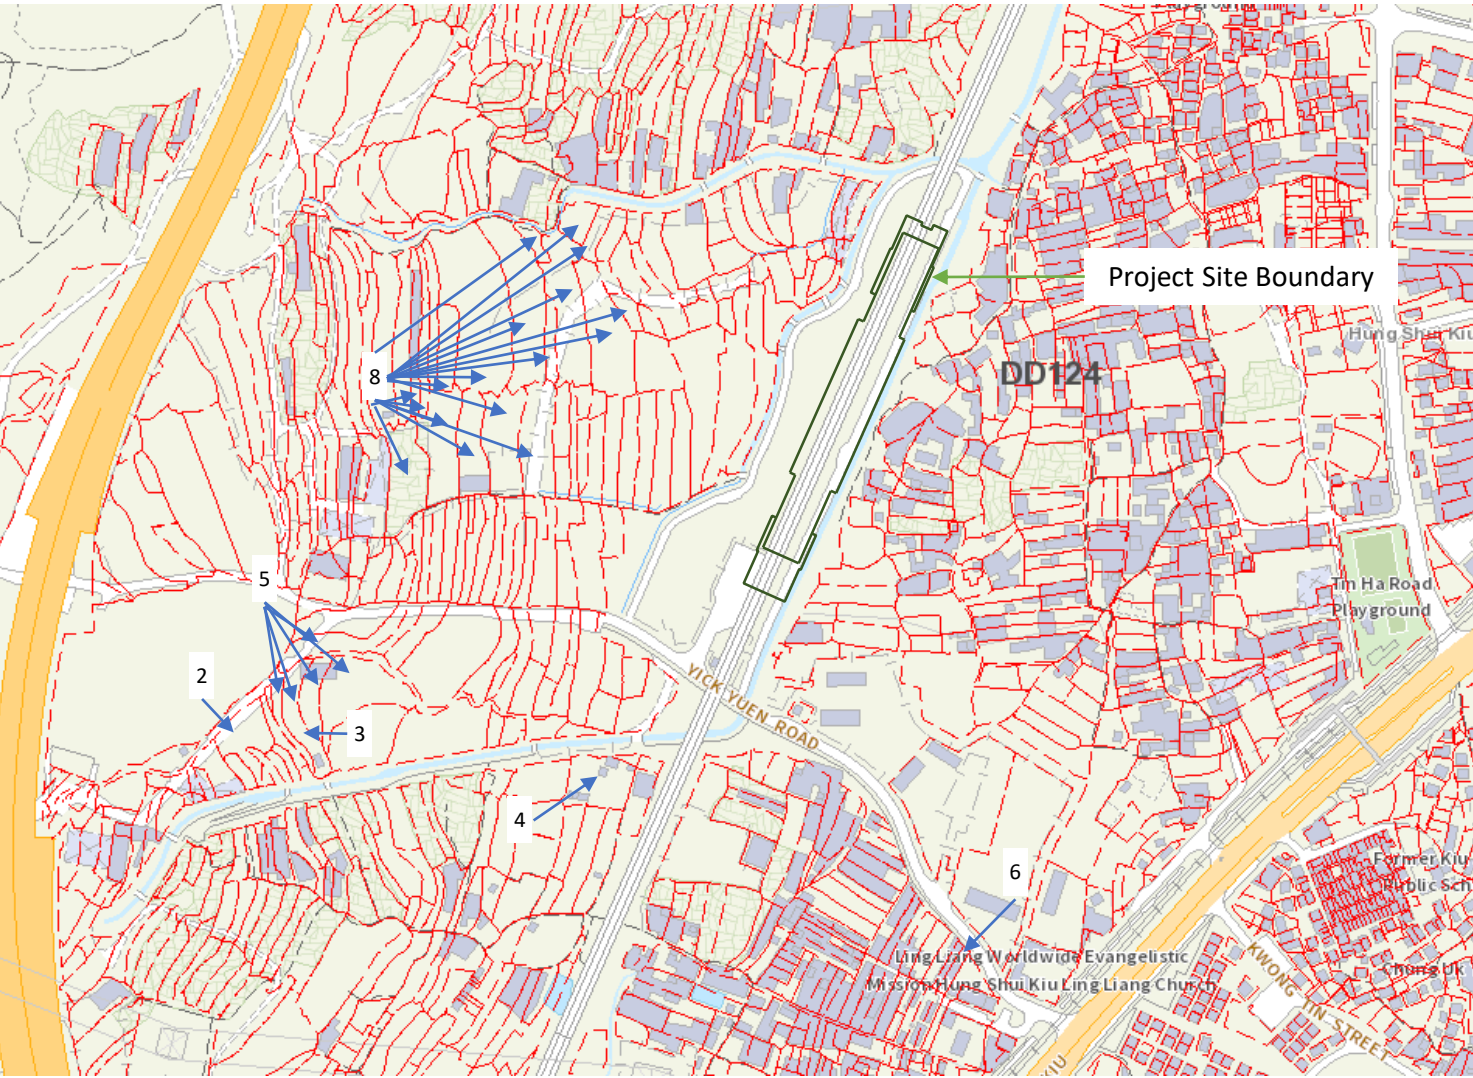 Project Site Boundary
Hung Shui Kiu
DD124
8
5
Tin Ha Road
Playground
2
YICK YUEN ROAD
3
4
6
Former Kiu
Public Sch
Ling Liang Worldwide Evangelistic
Mission Hung Shui Kiu Ling Liang Church
Chung Uk
KWONG TIN STREET
KIU